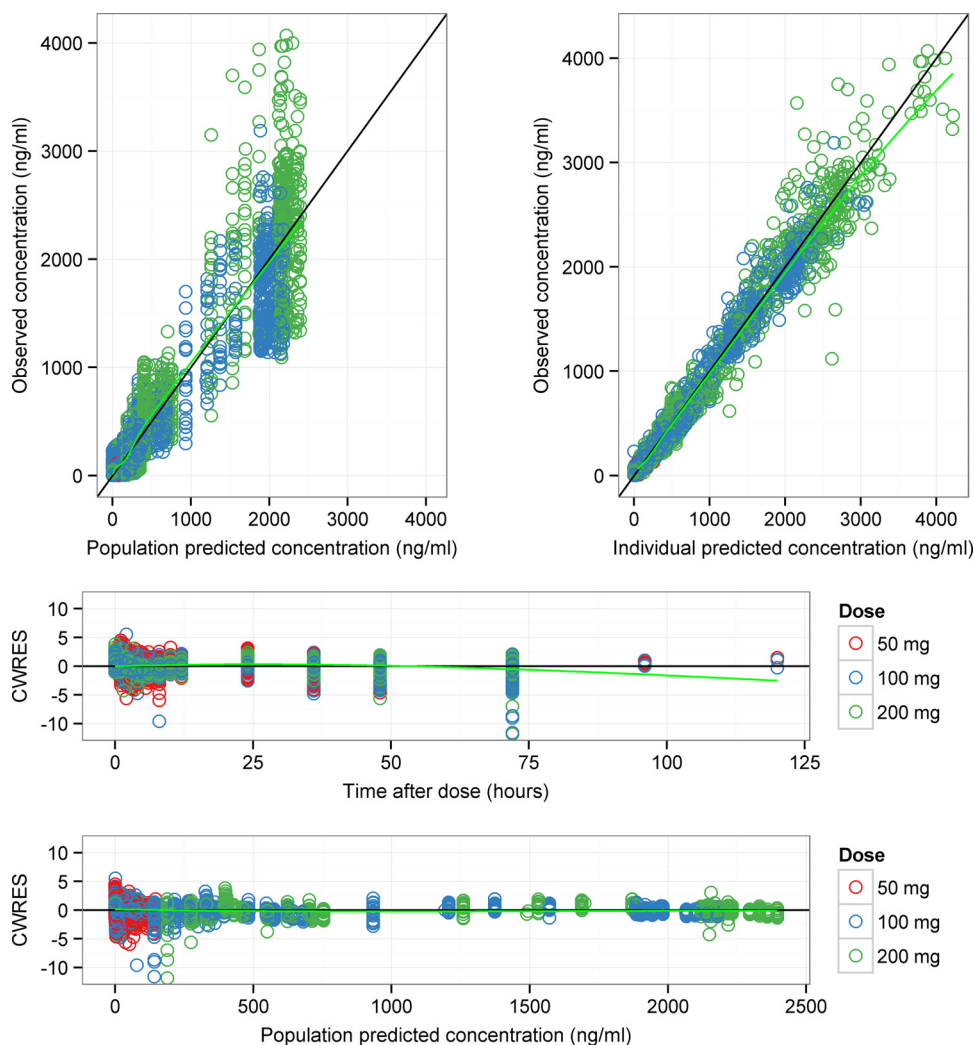 4000
3000
2000
1000
0
Observed concentration (ng/ml)
0 1000 2000 3000 4000
Population predicted concentration (ng/ml)
4000
3000
2000
1000
0
Observed concentration (ng/ml)
0 1000 2000 3000 4000
Individual predicted concentration (ng/ml)
10
5
0
-5
-10
CWRES
0 25 50 75 100 125
Time after dose (hours)
Dose
50 mg
100 mg
200 mg
10
5
0
-5
-10
CWRES
0 500 1000 1500 2000 2500
Population predicted concentration (ng/ml)
Dose
50 mg
100 mg
200 mg